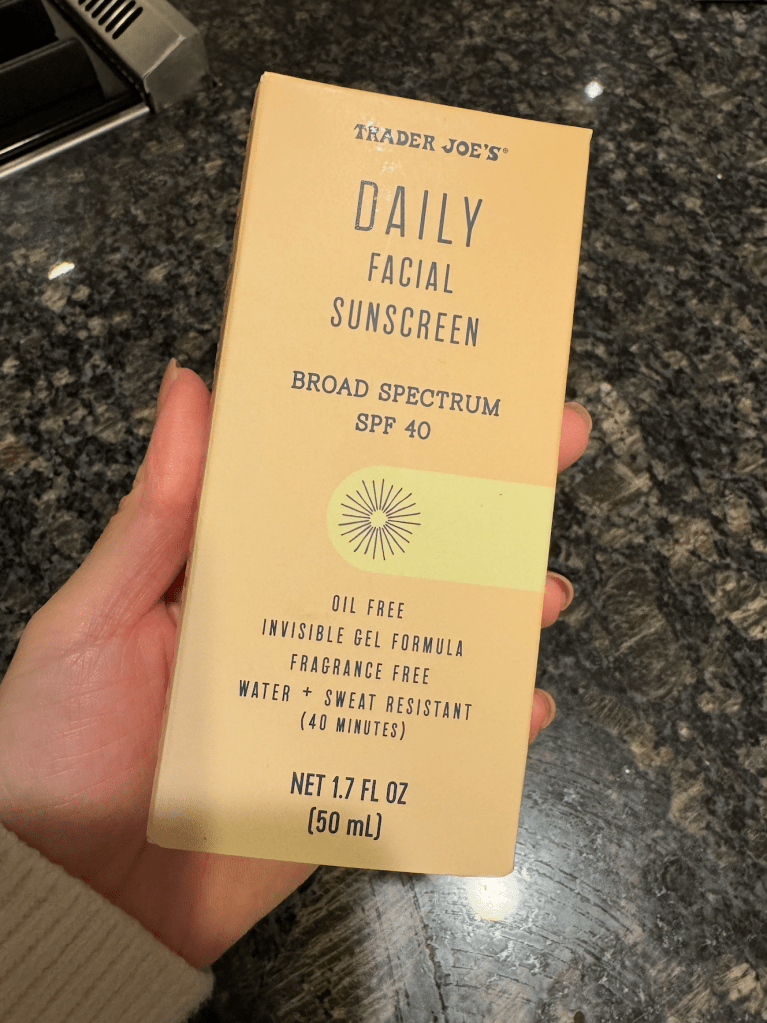 TRADER JOE'S®
DAILY
FACIAL
SUNSCREEN
BROAD SPECTRUM
SPF 40
OIL FREE
INVISIBLE GEL FORMULA
FRAGRANCE FREE
WATER + SWEAT RESISTANT
(40 MINUTES)
NET 1.7 FL OZ
(50 mL)